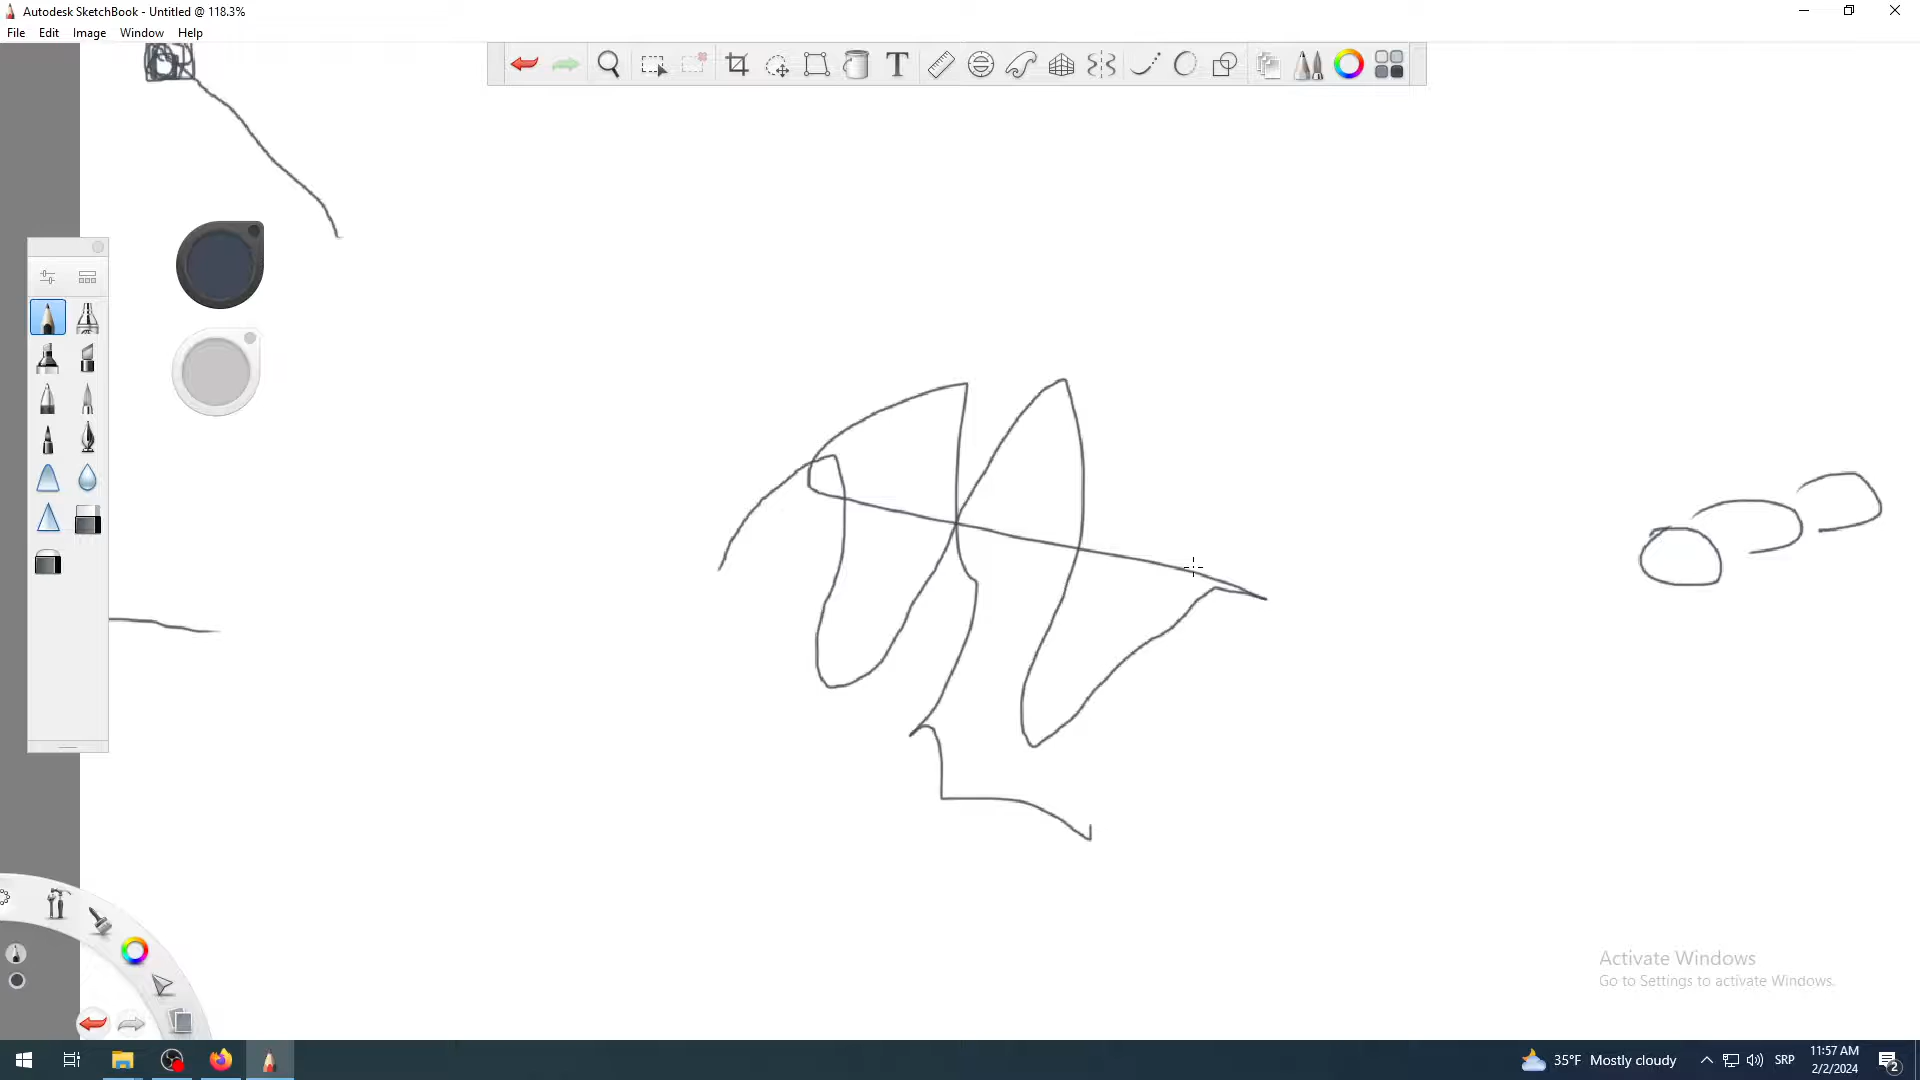 Autodesk SketchBook - Untitled @ 118.3%
File Edit Image Window Help
T
Activate Windows
Go to Settings to activate Windows.
35°F Mostly cloudy SRP 11:57 AM
2/2/2024
2